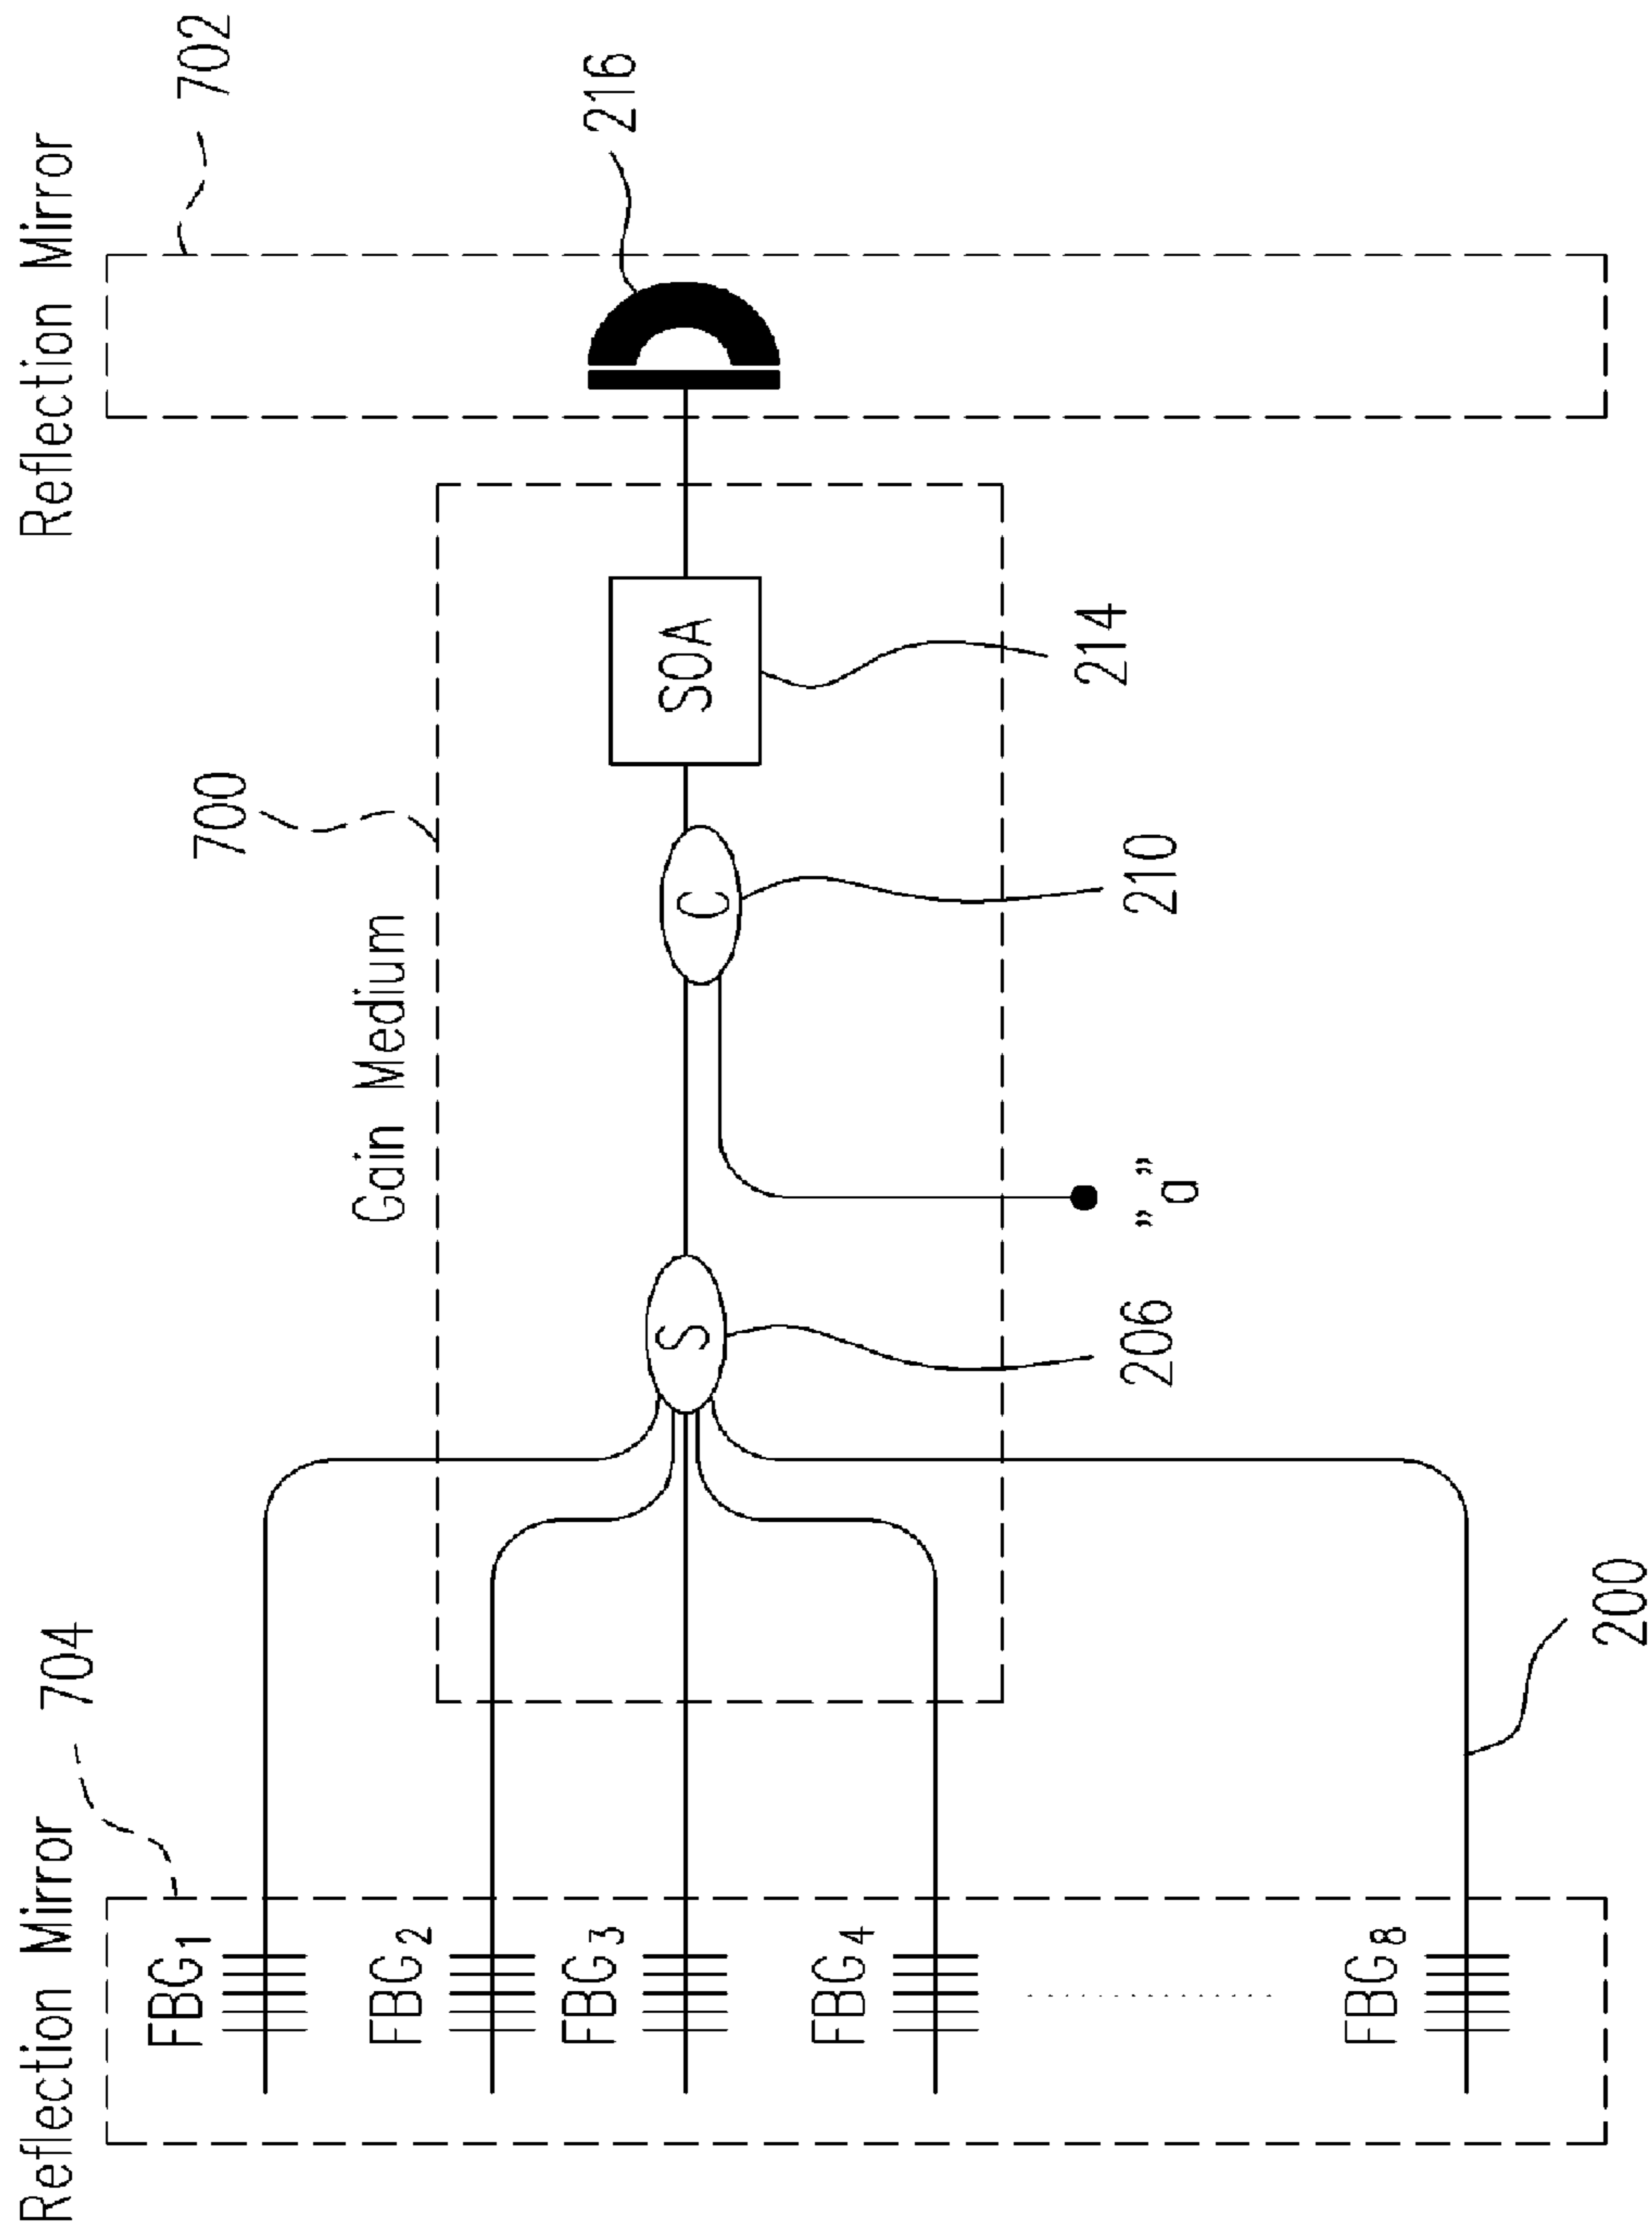 Reflection Mirror
704
FBG1
FBG2
FBG3
FBG4
FBG8
200
Gain Medium
700
S
206
"a"
C
210
SOA
214
Reflection Mirror
702
216